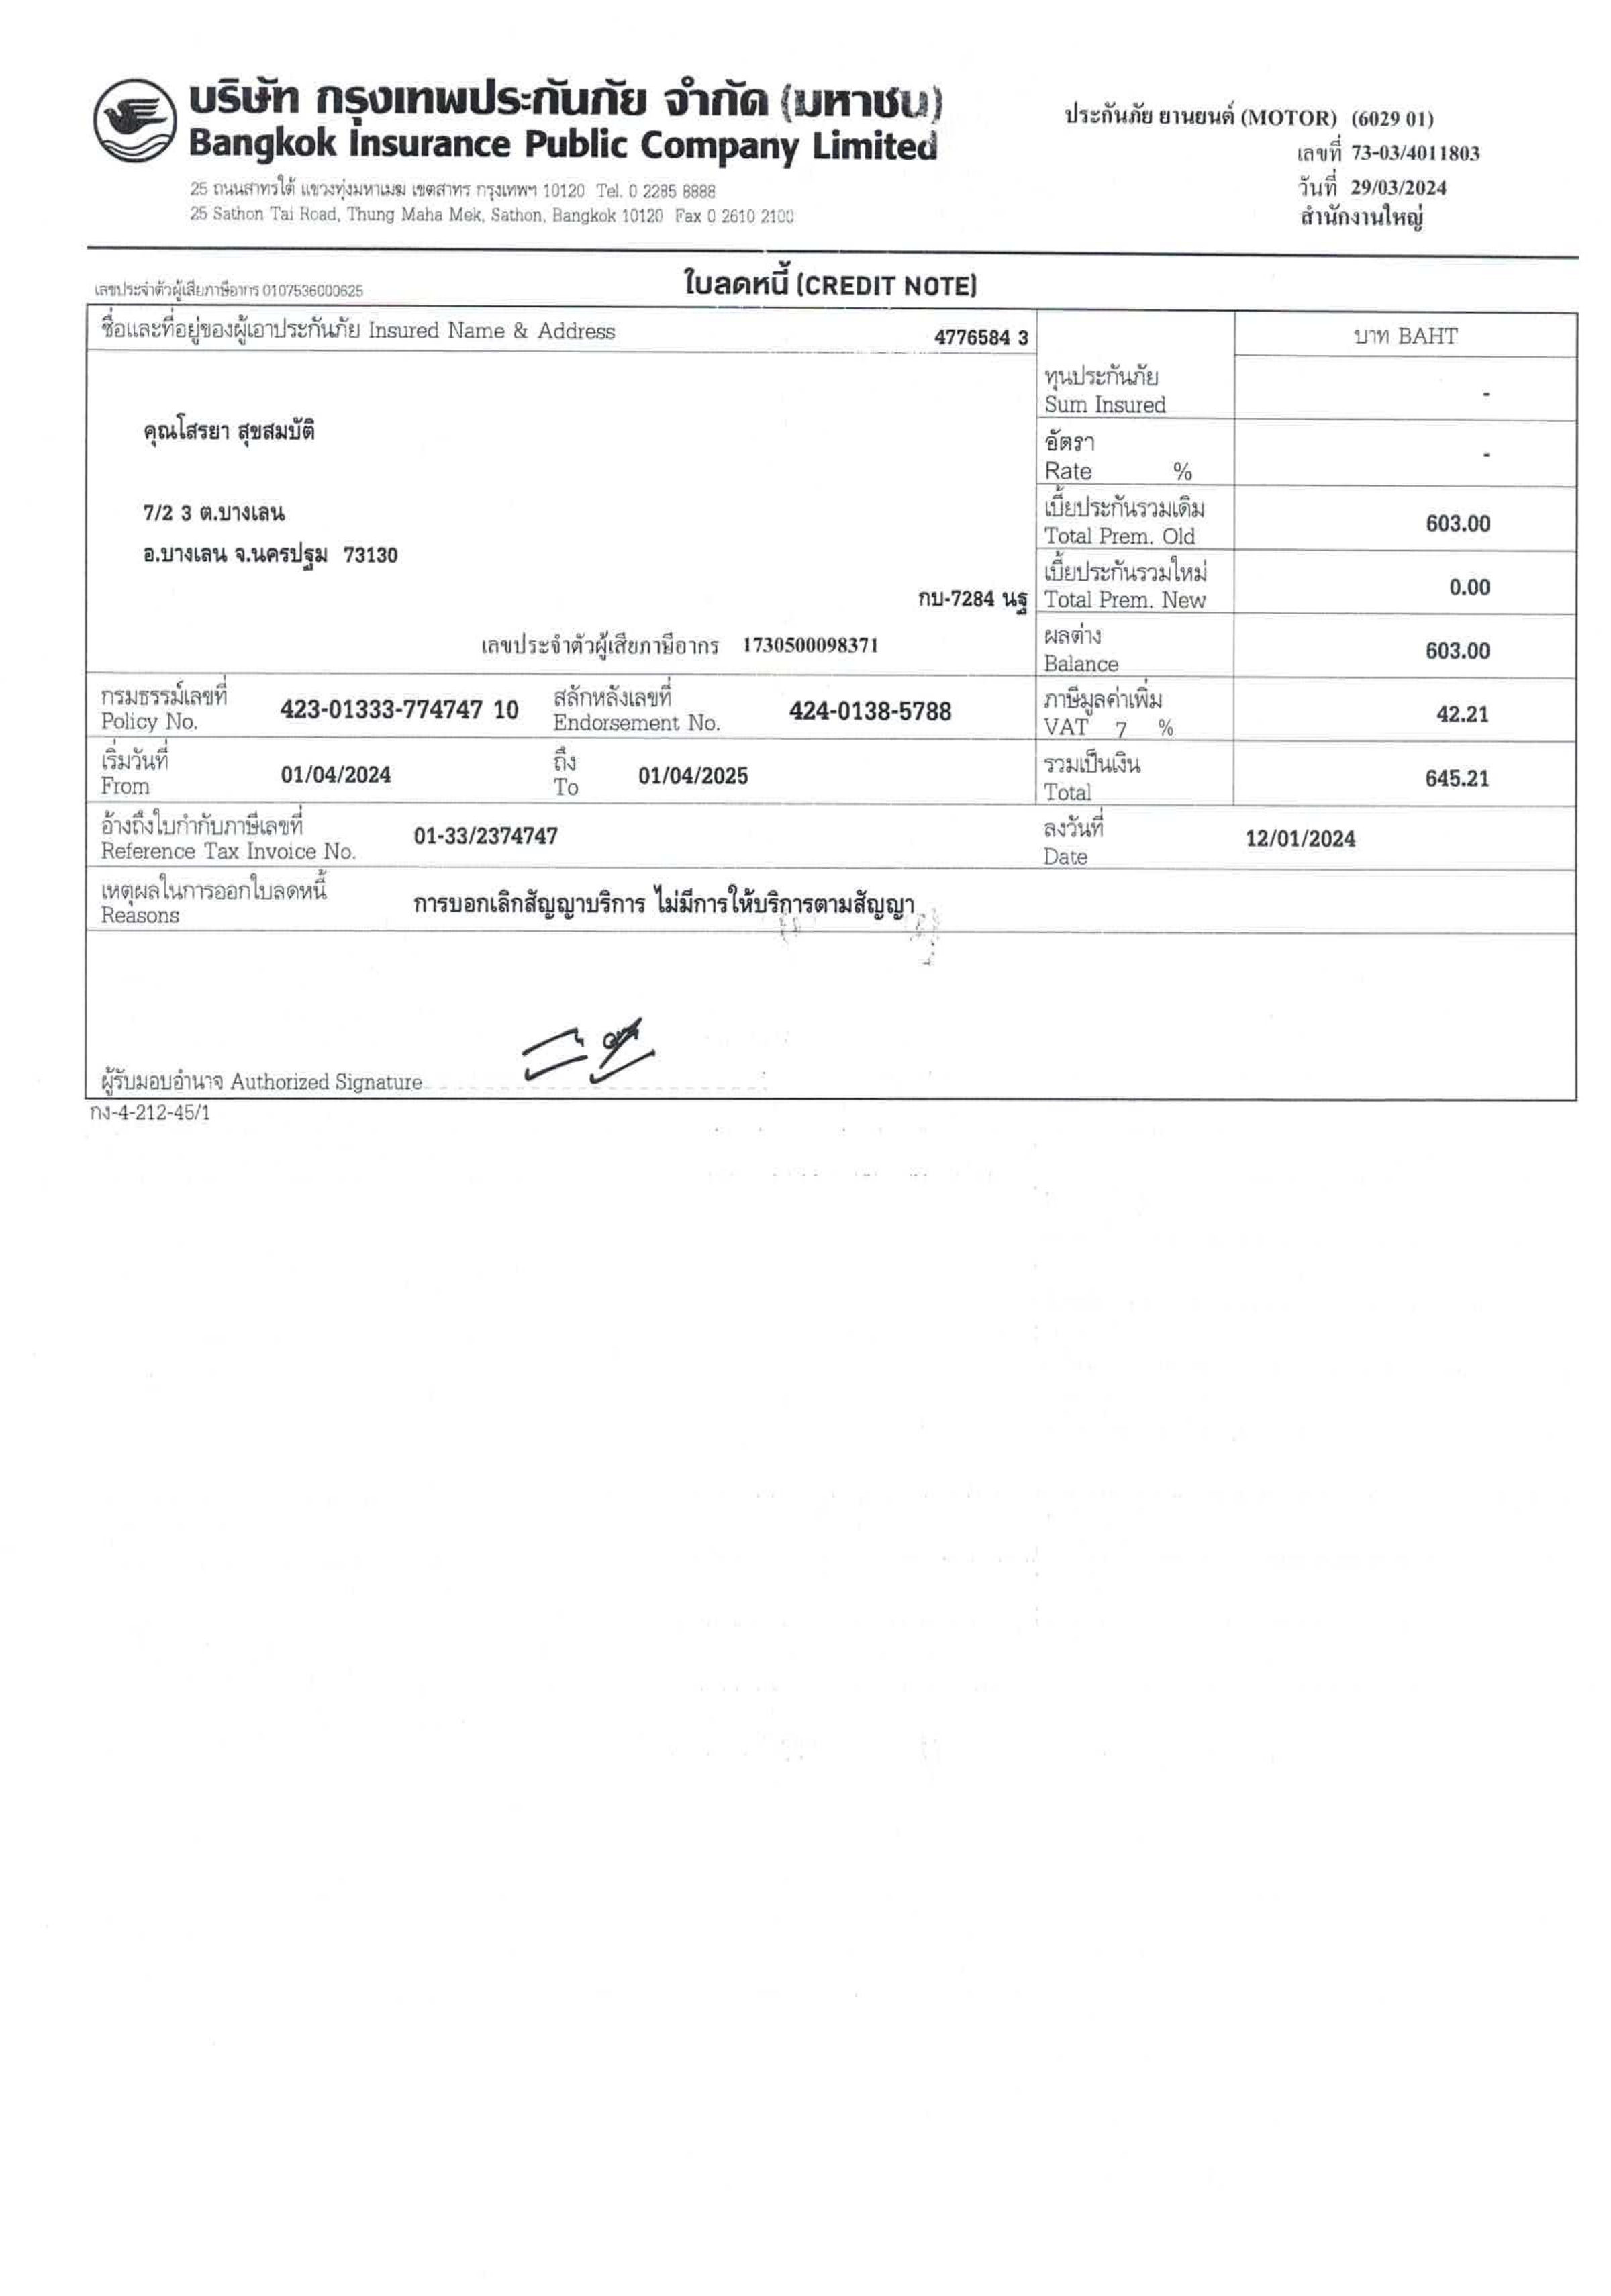 บริษัท กรุงเทพประกันภัย จำกัด (มหาชน)
Bangkok Insurance Public Company Limited
25 ถนนสาทรใต้ แขวงทุ่งมหาเมฆ เขตสาทร กรุงเทพฯ 10120 Tel. 0 2285 8888
25 Sathon Tai Road, Thung Maha Mek, Sathon, Bangkok 10120 Fax 0 2610 2100
ประกันภัย ยานยนต์ (MOTOR) (6029 01)
เลขที่ 73-03/4011803
วันที่ 29/03/2024
สำนักงานใหญ่
เลขประจำตัวผู้เสียภาษีอากร 0107536000625
ใบลดหนี้ (CREDIT NOTE)
ชื่อและที่อยู่ของผู้เอาประกันภัย Insured Name & Address 4776584 3
บาท BAHT
คุณโสรยา สุขสมบัติ
7/2 3 ต.บางเลน
อ.บางเลน จ.นครปฐม 73130
กบ-7284 นฐ
เลขประจำตัวผู้เสียภาษีอากร 1730500098371
ทุนประกันภัย
Sum Insured -
อัตรา
Rate % -
เบี้ยประกันรวมเดิม
Total Prem. Old 603.00
เบี้ยประกันรวมใหม่
Total Prem. New 0.00
ผลต่าง
Balance 603.00
กรมธรรม์เลขที่
Policy No. 423-01333-774747 10
สลักหลังเลขที่
Endorsement No. 424-0138-5788
ภาษีมูลค่าเพิ่ม
VAT 7 % 42.21
เริ่มวันที่
From 01/04/2024
ถึง
To 01/04/2025
รวมเป็นเงิน
Total 645.21
อ้างถึงใบกำกับภาษีเลขที่
Reference Tax Invoice No. 01-33/2374747
ลงวันที่
Date 12/01/2024
เหตุผลในการออกใบลดหนี้
Reasons การบอกเลิกสัญญาบริการ ไม่มีการให้บริการตามสัญญา
ผู้รับมอบอำนาจ Authorized Signature
กง-4-212-45/1